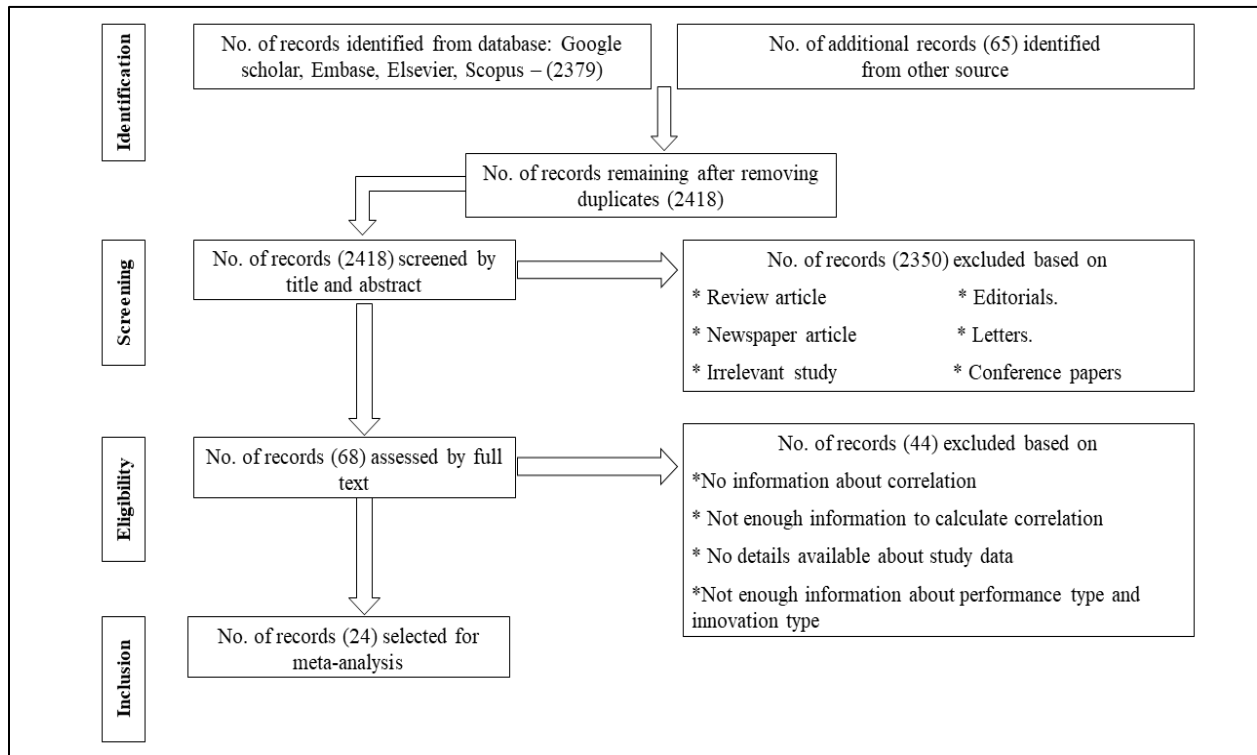 Identification
No. of records identified from database: Google
scholar, Embase, Elsevier, Scopus – (2379)
No. of additional records (65) identified
from other source
No. of records remaining after removing
duplicates (2418)
Screening
No. of records (2418) screened by
title and abstract
No. of records (2350) excluded based on
* Review article * Editorials.
* Newspaper article * Letters.
* Irrelevant study * Conference papers
Eligibility
No. of records (68) assessed by full
text
No. of records (44) excluded based on
*No information about correlation
* Not enough information to calculate correlation
* No details available about study data
*Not enough information about performance type and
innovation type
Inclusion
No. of records (24) selected for
meta-analysis